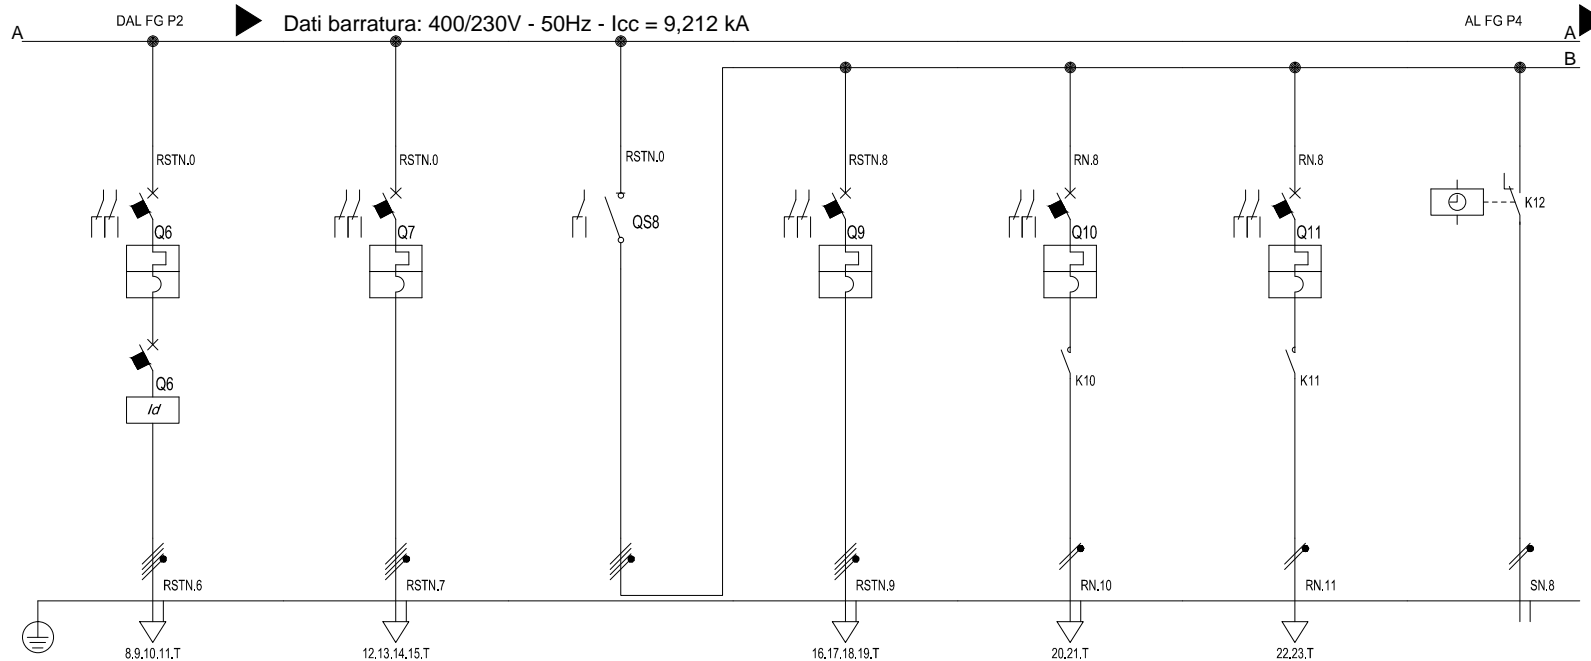 DAL FG P2
Dati barratura: 400/230V - 50Hz - Icc = 9,212 kA
AL FG P4
A
A
B
RSTN.0
RSTN.0
RSTN.0
RSTN.8
RN.8
RN.8
QS8
K12
Q6
Q7
Q9
Q10
Q11
Q6
K10
K11
Id
RSTN.6
RSTN.7
RSTN.9
RN.10
RN.11
SN.8
8.9.10.11.T
12.13.14.15.T
16.17.18.19.T
20.21.T
22.23.T